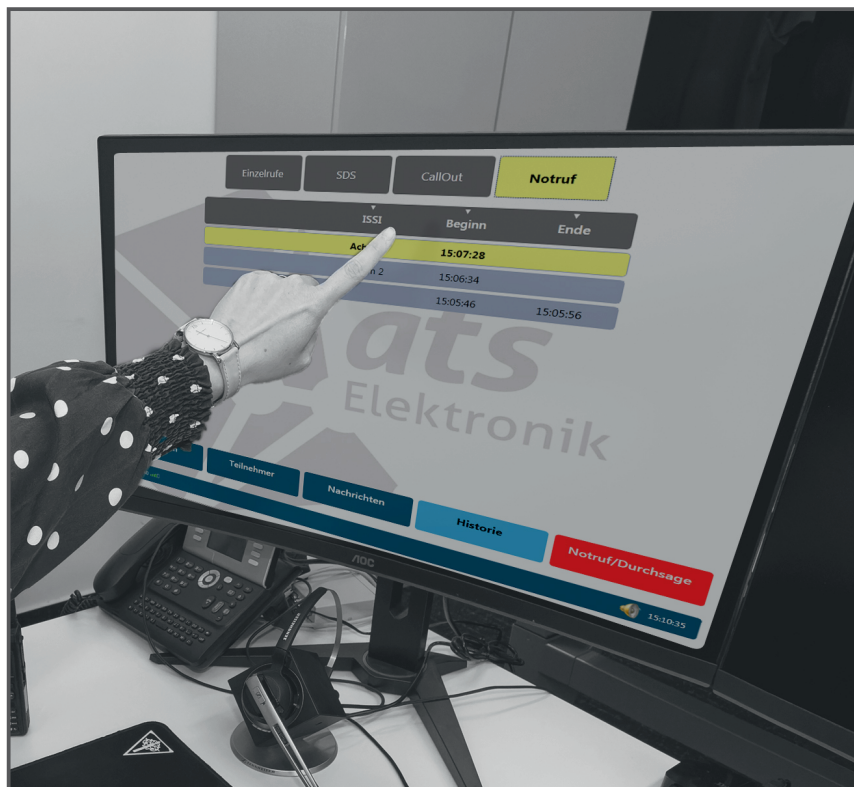 Einzelrufe SDS CallOut Notruf
ISSI Beginn Ende
15:07:28
2 15:06:34
15:05:46 15:05:56
ats
Elektronik
Teilnehmer Nachrichten Historie Notruf/Durchsage
15:10:35
AOC